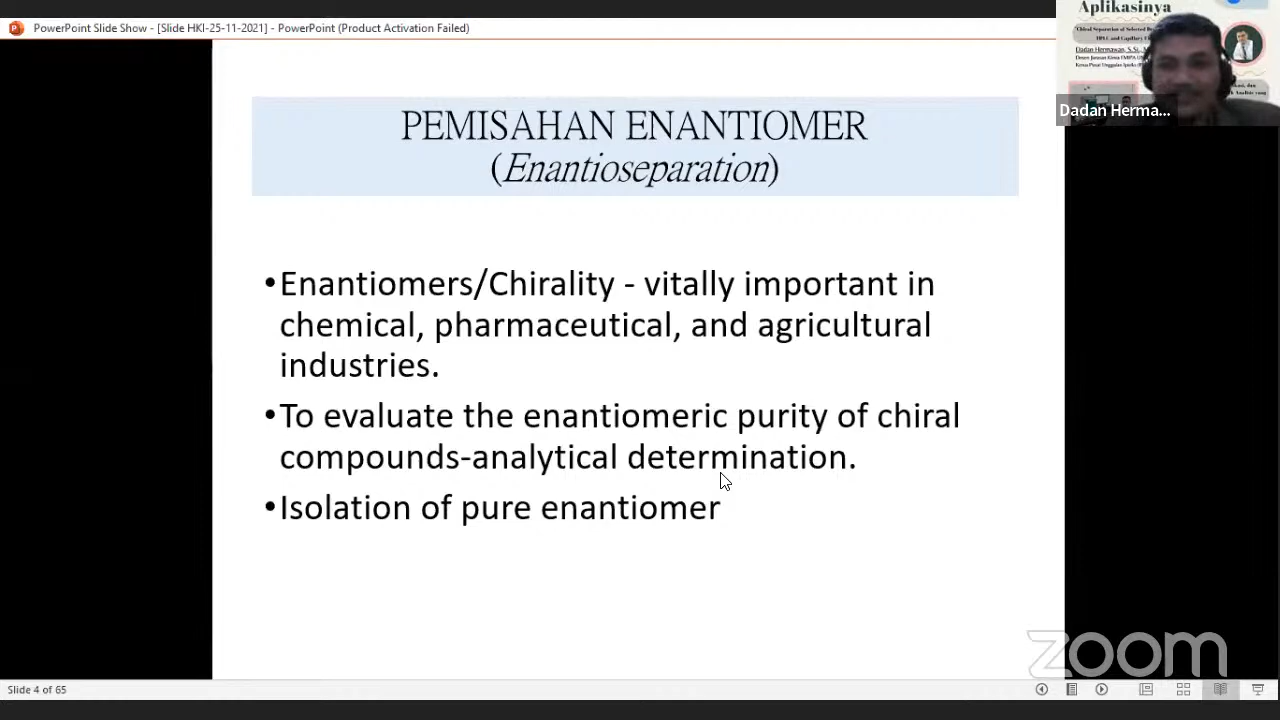 PowerPoint Slide Show - [Slide HKI-25-11-2021] - PowerPoint (Product Activation Failed)
Aplikasinya
Dadan Herma...
PEMISAHAN ENANTIOMER
(Enantioseparation)
•Enantiomers/Chirality - vitally important in
chemical, pharmaceutical, and agricultural
industries.
•To evaluate the enantiomeric purity of chiral
compounds-analytical determination.
•Isolation of pure enantiomer
zoom
Slide 4 of 65